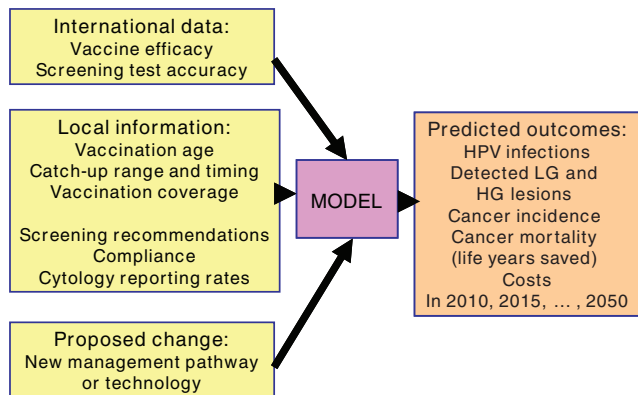 International data:
Vaccine efficacy
Screening test accuracy
Local information:
Vaccination age
Catch-up range and timing
Vaccination coverage
Screening recommendations
Compliance
Cytology reporting rates
Proposed change:
New management pathway
or technology
MODEL
Predicted outcomes:
HPV infections
Detected LG and
HG lesions
Cancer incidence
Cancer mortality
(life years saved)
Costs
In 2010, 2015, ... , 2050